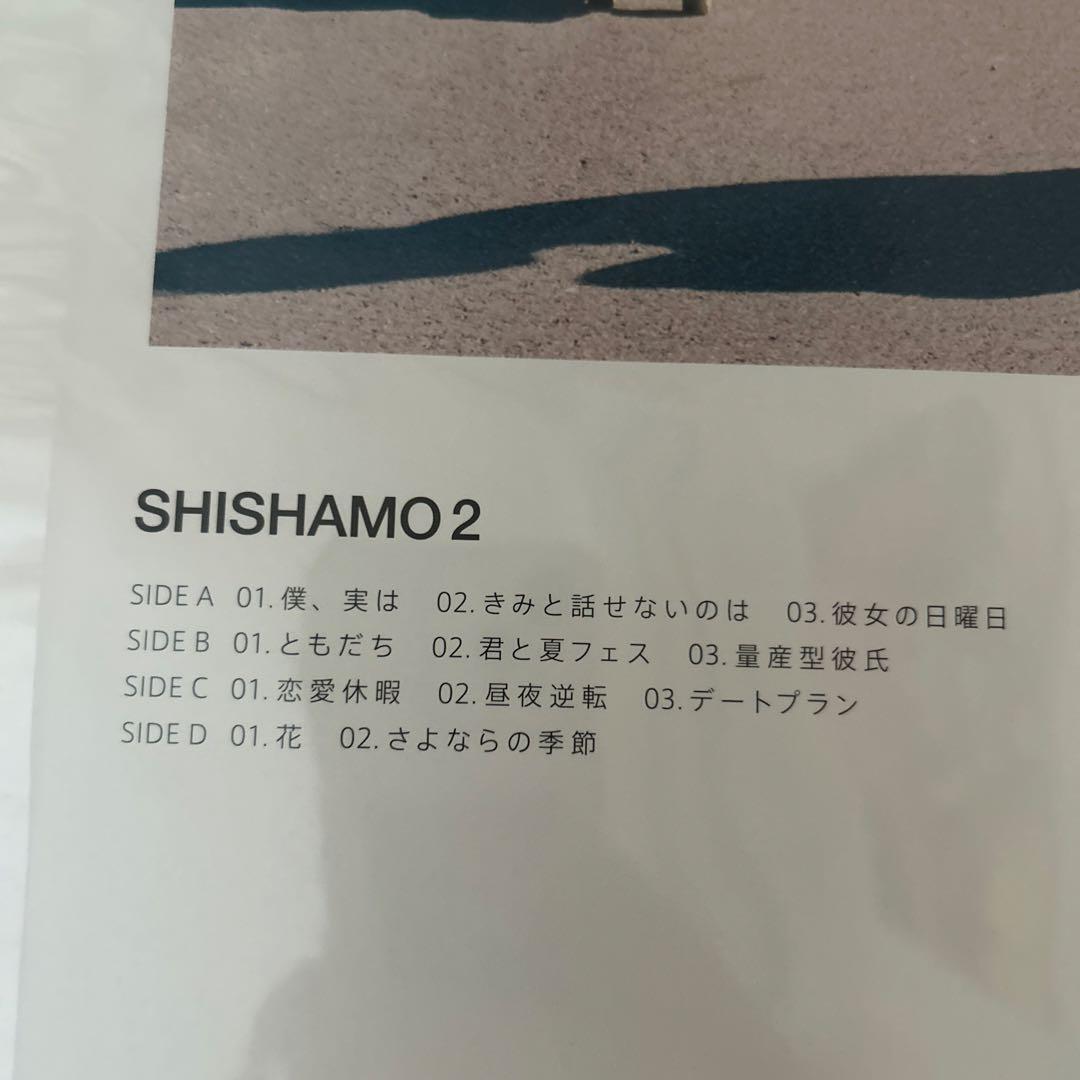 SHISHAMO 2
SIDE A 01.僕、実は 02.きみと話せないのは 03.彼女の日曜日
SIDE B 01.ともだち 02.君と夏フェス 03.量産型彼氏
SIDE C 01.恋愛休暇 02.昼夜逆転 03.デートプラン
SIDE D 01.花 02.さよならの季節